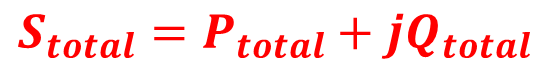 S_total = P_total + jQ_total